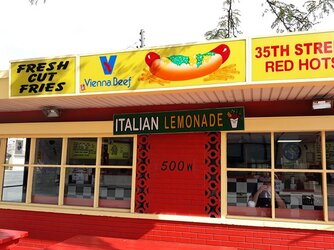 FRESH
CUT
FRIES
V
Vienna Beef
35TH STRE
RED HOTS
ITALIAN LEMONADE
500 W